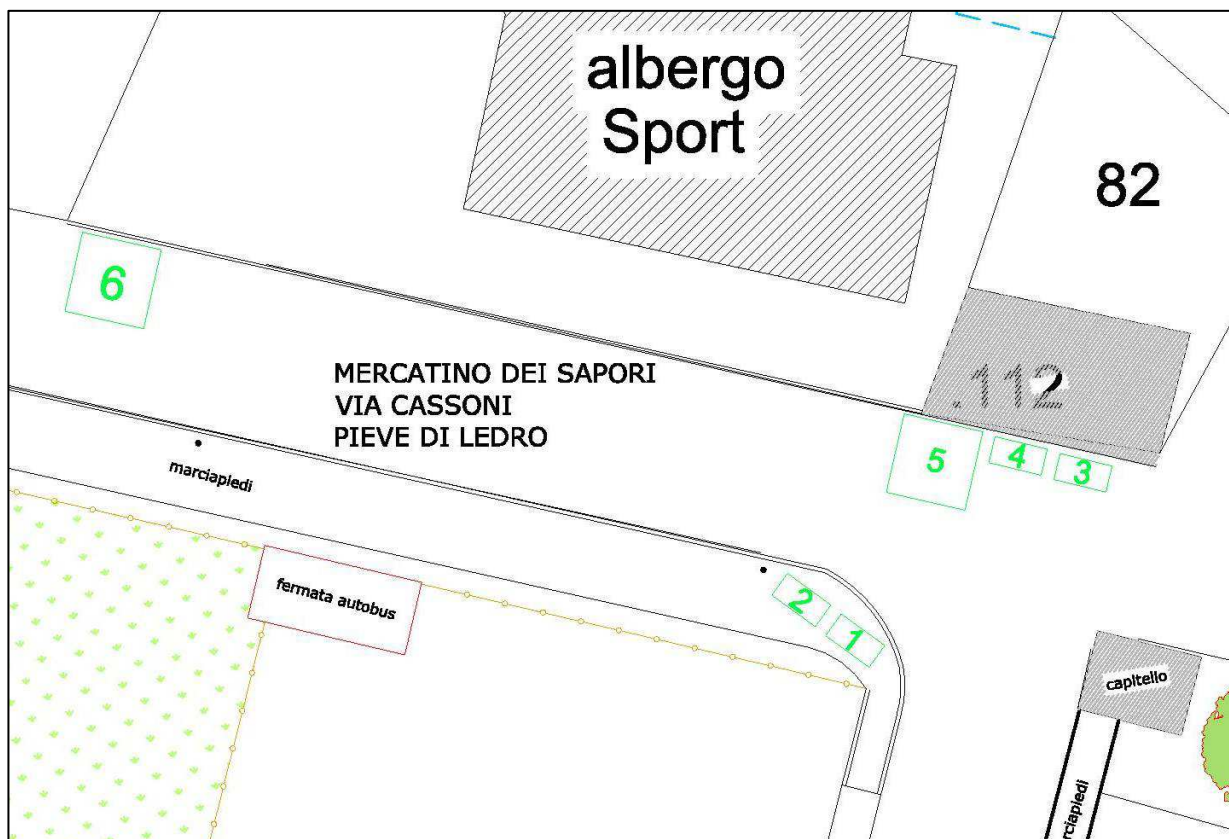 albergo
Sport
82
6
.112
MERCATINO DEI SAPORI
VIA CASSONI
PIEVE DI LEDRO
5
4
3
marciapiedi
fermata autobus
2
1
capitello